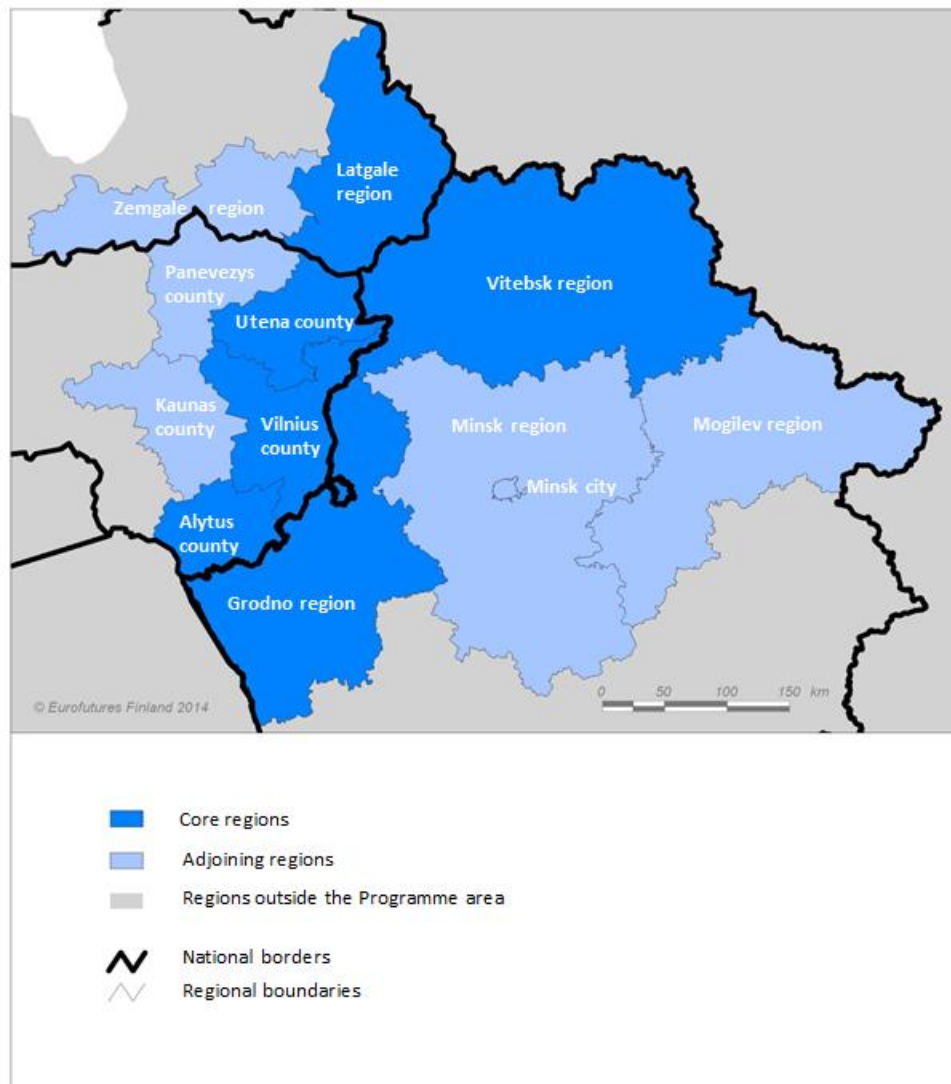 Latgale
region
Zemgale region
Panevezys
county
Vitebsk region
Utena county
Kaunas
county
Vilnius
county
Minsk region
Mogilev region
Minsk city
Alytus
county
Grodno region
0 50 100 150 km
© Eurofutures Finland 2014
Core regions
Adjoining regions
Regions outside the Programme area
National borders
Regional boundaries